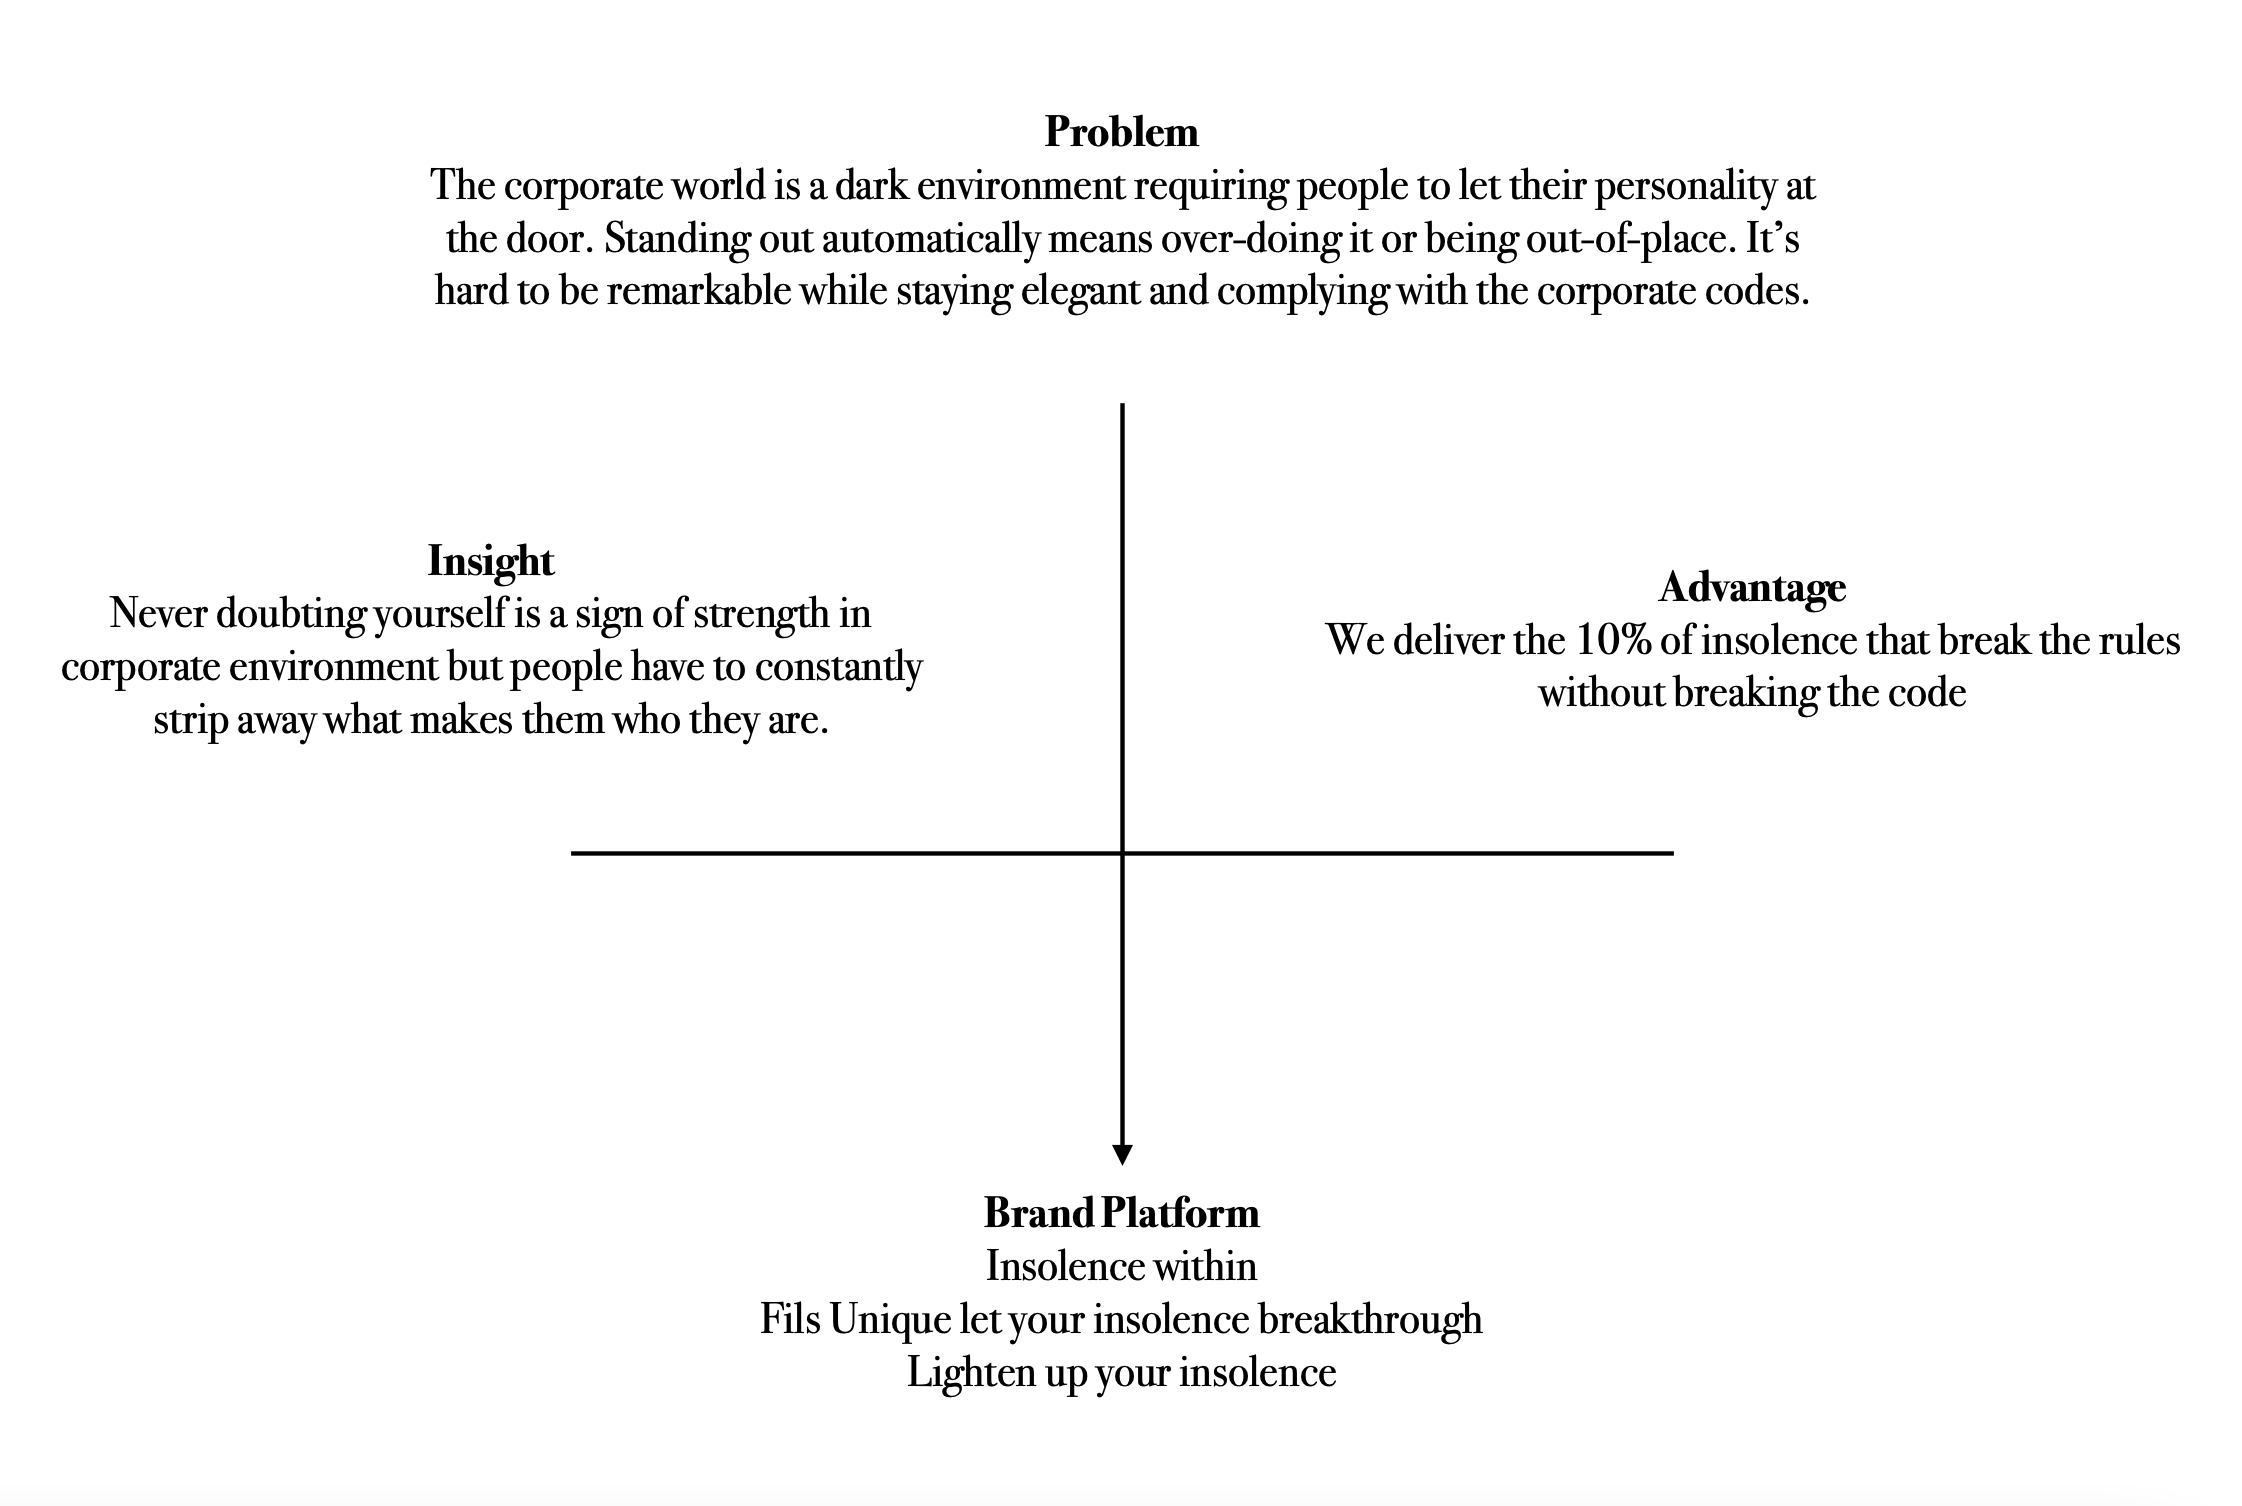 Problem
The corporate world is a dark environment requiring people to let their personality at
the door. Standing out automatically means over-doing it or being out-of-place. It’s
hard to be remarkable while staying elegant and complying with the corporate codes.
Insight
Never doubting yourself is a sign of strength in
corporate environment but people have to constantly
strip away what makes them who they are.
Advantage
We deliver the 10% of insolence that break the rules
without breaking the code
Brand Platform
Insolence within
Fils Unique let your insolence breakthrough
Lighten up your insolence